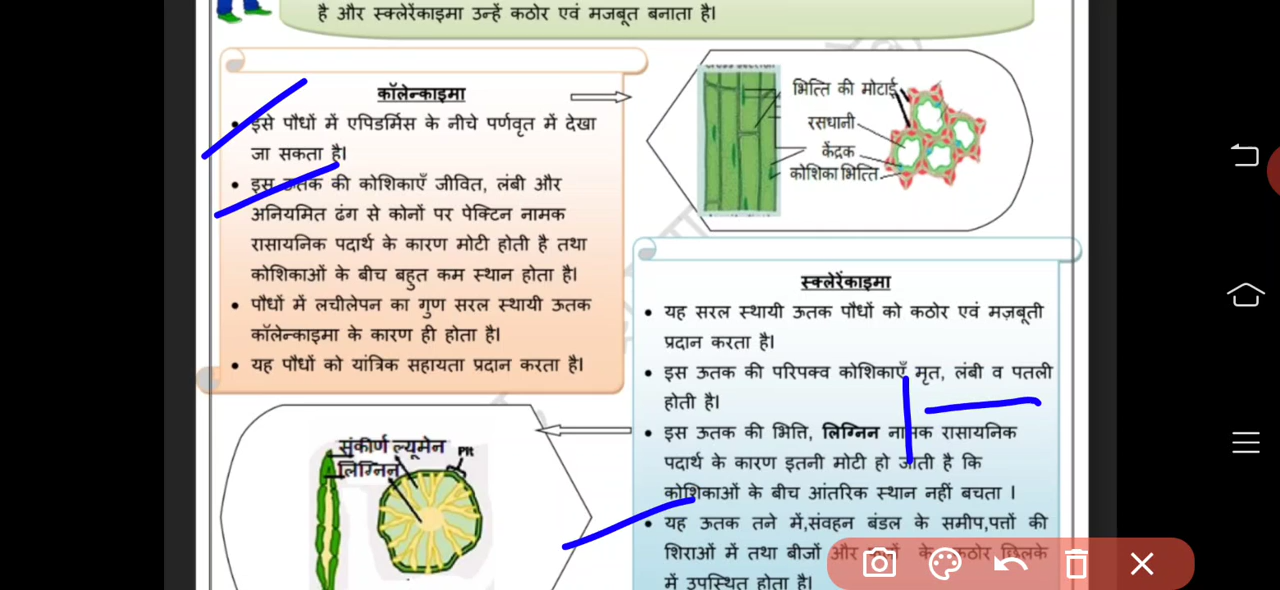 है और स्क्लेरेंकाइमा उन्हें कठोर एवं मजबूत बनाता है।
कॉलेन्काइमा
• इसे पौधों में एपिडर्मिस के नीचे पर्णवृत में देखा
जा सकता है।
• इस ऊतक की कोशिकाएँ जीवित, लंबी और
अनियमित ढंग से कोनों पर पेक्टिन नामक
रासायनिक पदार्थ के कारण मोटी होती है तथा
कोशिकाओं के बीच बहुत कम स्थान होता है।
• पौधों में लचीलेपन का गुण सरल स्थायी ऊतक
कॉलेन्काइमा के कारण ही होता है।
• यह पौधों को यांत्रिक सहायता प्रदान करता है।
भित्ति की मोटाई
रसधानी
केंद्रक
कोशिका भित्ति
स्क्लेरेंकाइमा
• यह सरल स्थायी ऊतक पौधों को कठोर एवं मज़बूती
प्रदान करता है।
• इस ऊतक की परिपक्व कोशिकाएँ मृत, लंबी व पतली
होती है।
• इस ऊतक की भिति, लिग्निन नामक रासायनिक
पदार्थ के कारण इतनी मोटी हो जाती है कि
कोशिकाओं के बीच आंतरिक स्थान नहीं बचता ।
• यह ऊतक तने में,संवहन बंडल के समीप,पत्तों की
शिराओं में तथा बीजों और के कठोर छिलके
में उपस्थित होता है।
संकीर्ण ल्यूमेन
Pit
लिग्निन